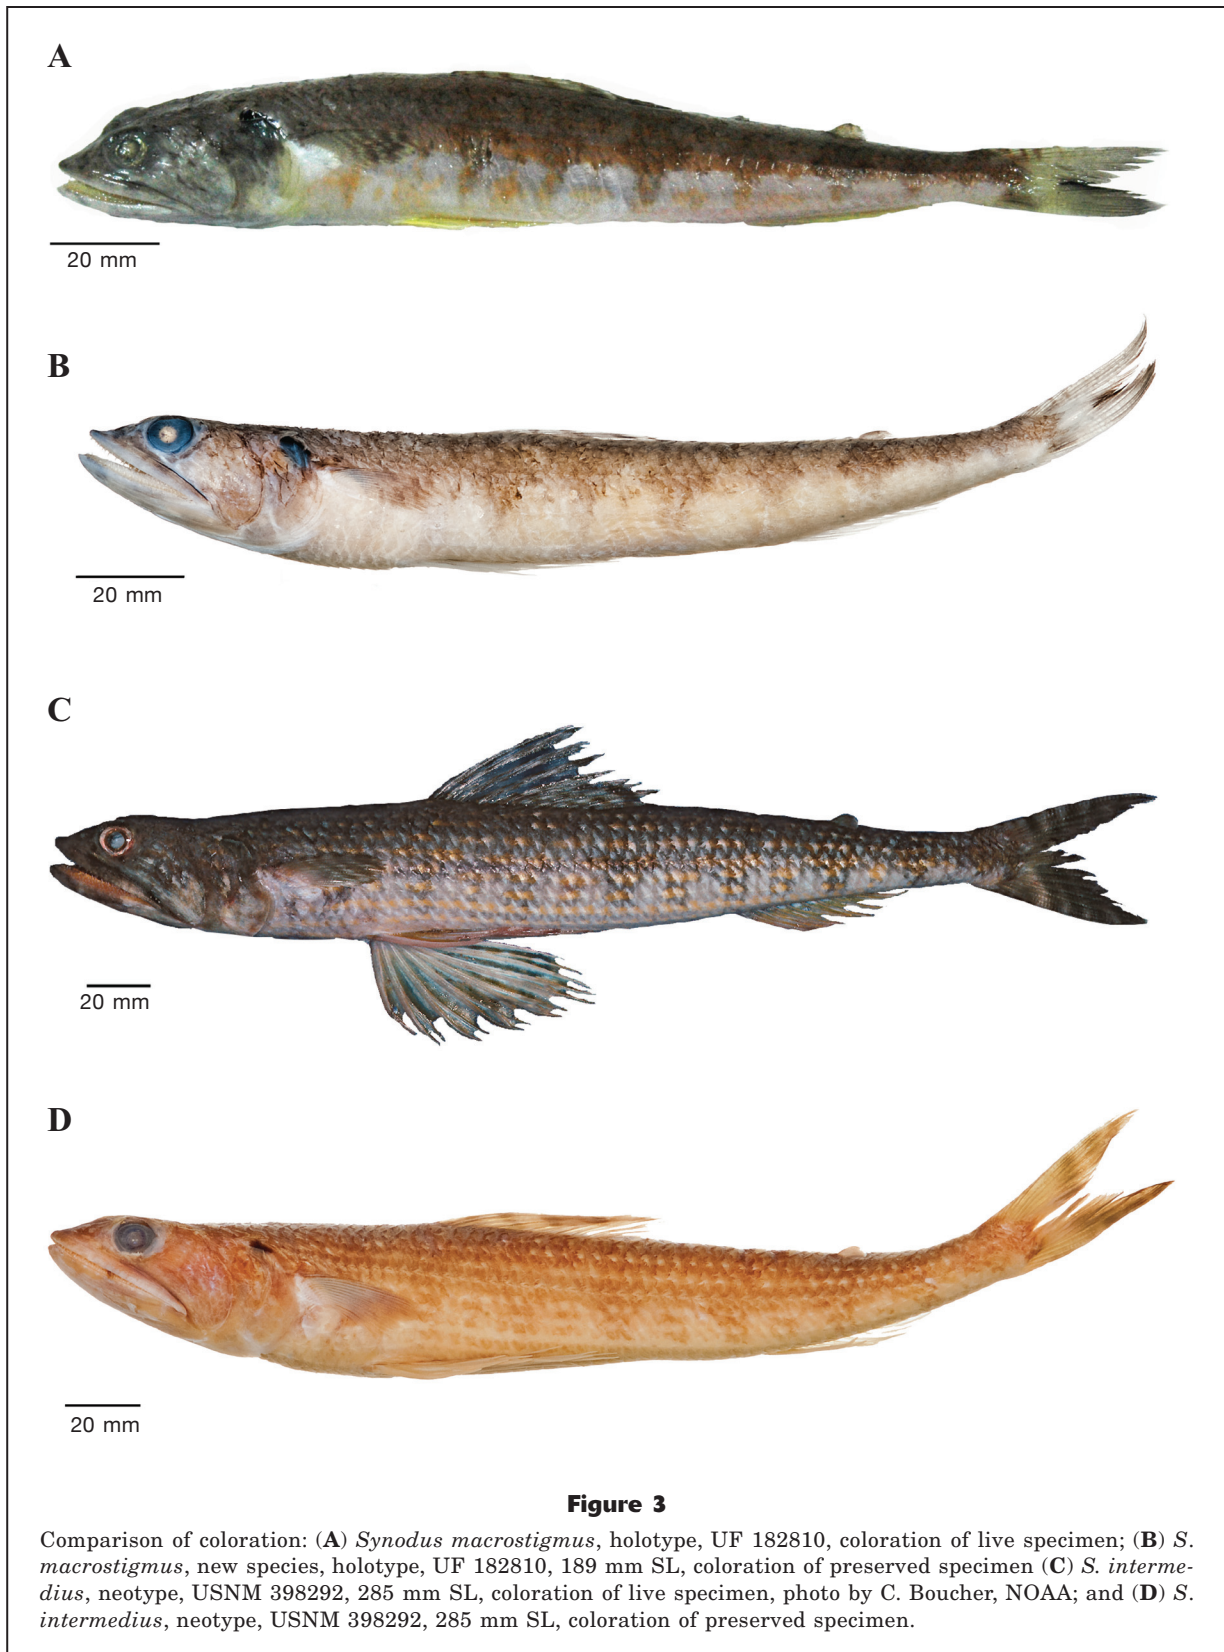 A
20 mm
B
20 mm
C
20 mm
D
20 mm
Figure 3
Comparison of coloration: (A) Synodus macrostigmus, holotype, UF 182810, coloration of live specimen; (B) S.
macrostigmus, new species, holotype, UF 182810, 189 mm SL, coloration of preserved specimen (C) S. interme-
dius, neotype, USNM 398292, 285 mm SL, coloration of live specimen, photo by C. Boucher, NOAA; and (D) S.
intermedius, neotype, USNM 398292, 285 mm SL, coloration of preserved specimen.